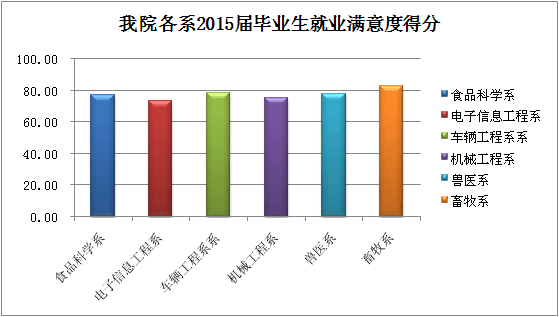 我院各系2015届毕业生就业满意度得分
100.00
80.00
60.00
40.00
20.00
0.00
食品科学系
电子信息工程系
车辆工程系系
机械工程系
兽医系
畜牧系
食品科学系
电子信息工程系
车辆工程系系
机械工程系
兽医系
畜牧系